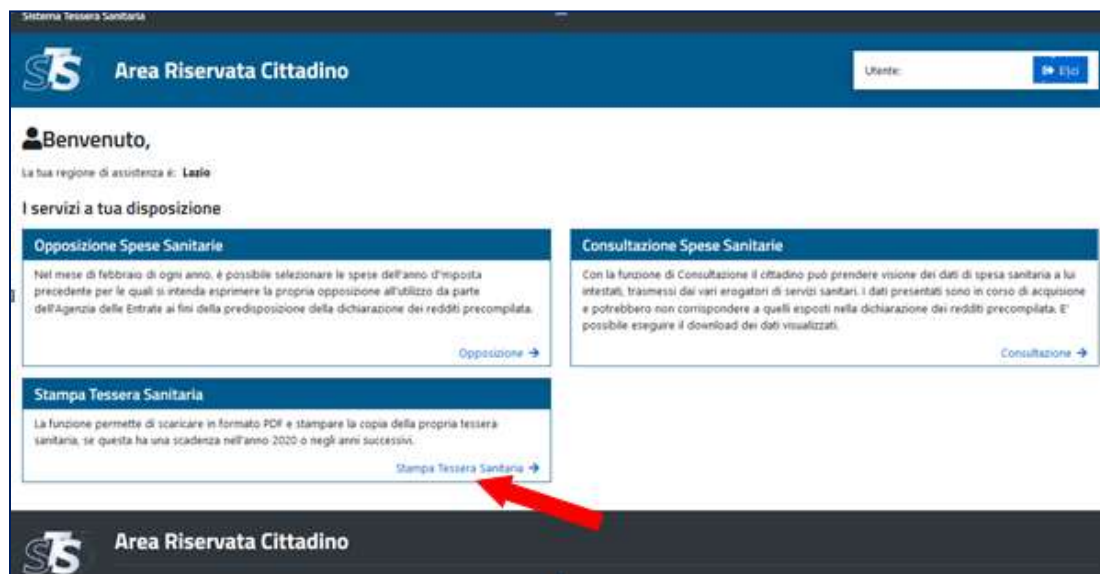 Sistema Tessera Sanitaria
STS
Area Riservata Cittadino
Utente:
Esci
Benvenuto,
La tua regione di assistenza è: Lazio
I servizi a tua disposizione
Opposizione Spese Sanitarie
Nel mese di febbraio di ogni anno, è possibile selezionare le spese dell'anno d'imposta
precedente per le quali si intenda esprimere la propria opposizione all'utilizzo da parte
dell'Agenzia delle Entrate ai fini della predisposizione della dichiarazione dei redditi precompilata.
Opposizione →
Consultazione Spese Sanitarie
Con la funzione di Consultazione il cittadino può prendere visione dei dati di spesa sanitaria a lui
intestati, trasmessi dai vari erogatori di servizi sanitari. I dati presentati sono in corso di acquisizione
e potrebbero non corrispondere a quelli esposti nella dichiarazione dei redditi precompilata. E'
possibile eseguire il download dei dati visualizzati.
Consultazione →
Stampa Tessera Sanitaria
La funzione permette di scaricare in formato PDF e stampare la copia della propria tessera
sanitaria, se questa ha una scadenza nell'anno 2020 o negli anni successivi.
Stampa Tessera Sanitaria →
STS
Area Riservata Cittadino